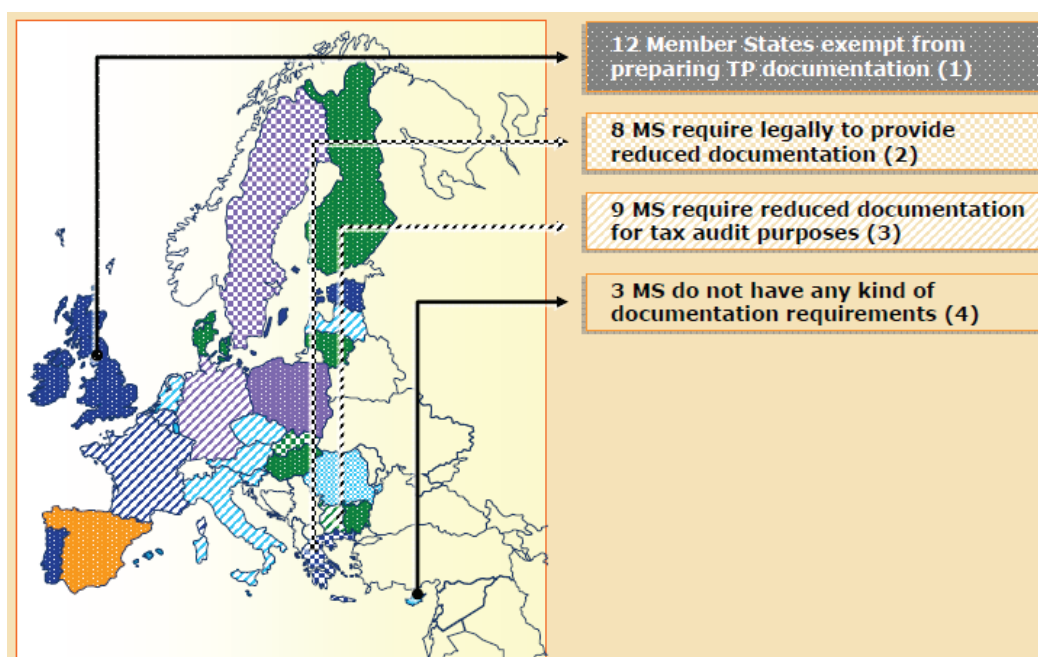 12 Member States exempt from
preparing TP documentation (1)
8 MS require legally to provide
reduced documentation (2)
9 MS require reduced documentation
for tax audit purposes (3)
3 MS do not have any kind of
documentation requirements (4)